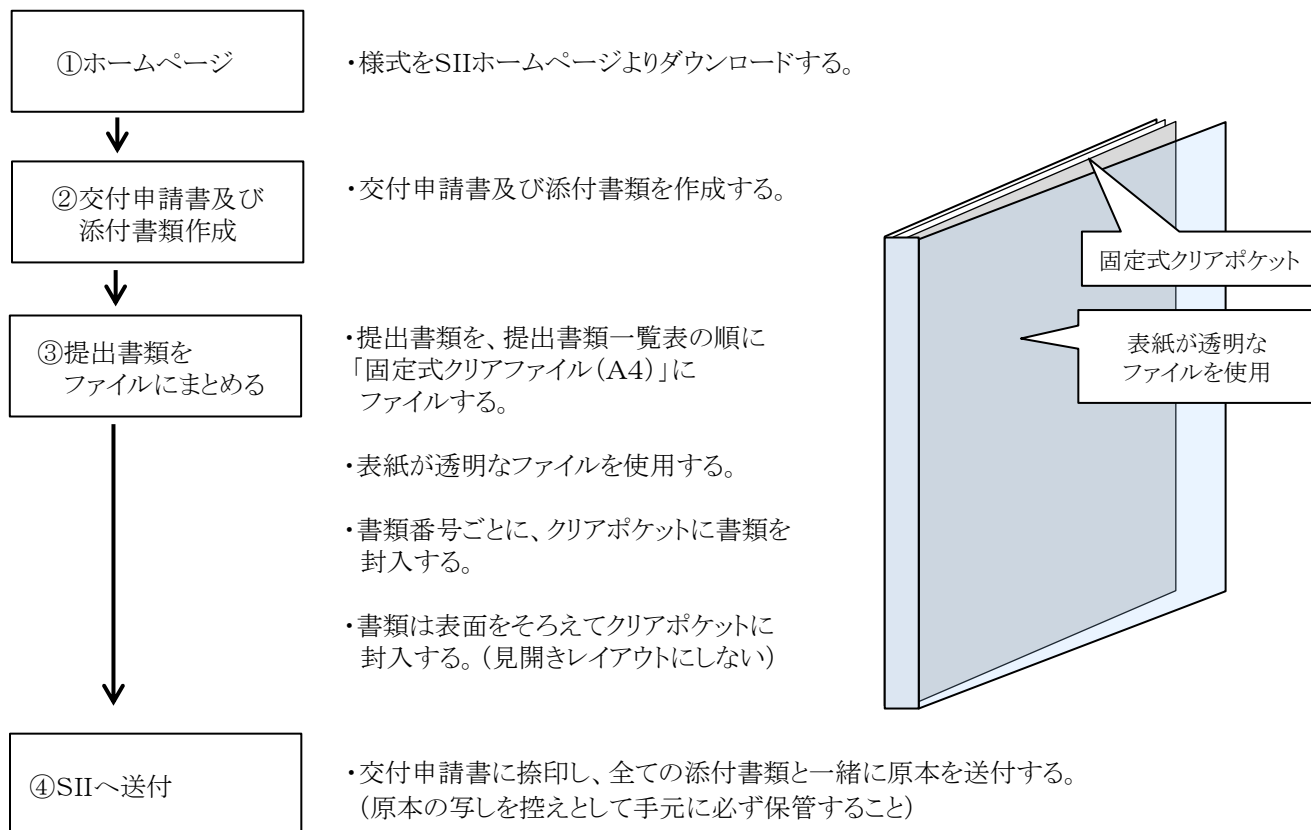 ①ホームページ
・様式をSIIホームページよりダウンロードする。
②交付申請書及び
添付書類作成
・交付申請書及び添付書類を作成する。
固定式クリアポケット
③提出書類を
ファイルにまとめる
・提出書類を、提出書類一覧表の順に
「固定式クリアファイル(A4)」に
ファイルする。
表紙が透明な
ファイルを使用
・表紙が透明なファイルを使用する。
・書類番号ごとに、クリアポケットに書類を
封入する。
・書類は表面をそろえてクリアポケットに
封入する。(見開きレイアウトにしない)
④SIIへ送付
・交付申請書に捺印し、全ての添付書類と一緒に原本を送付する。
(原本の写しを控えとして手元に必ず保管すること)